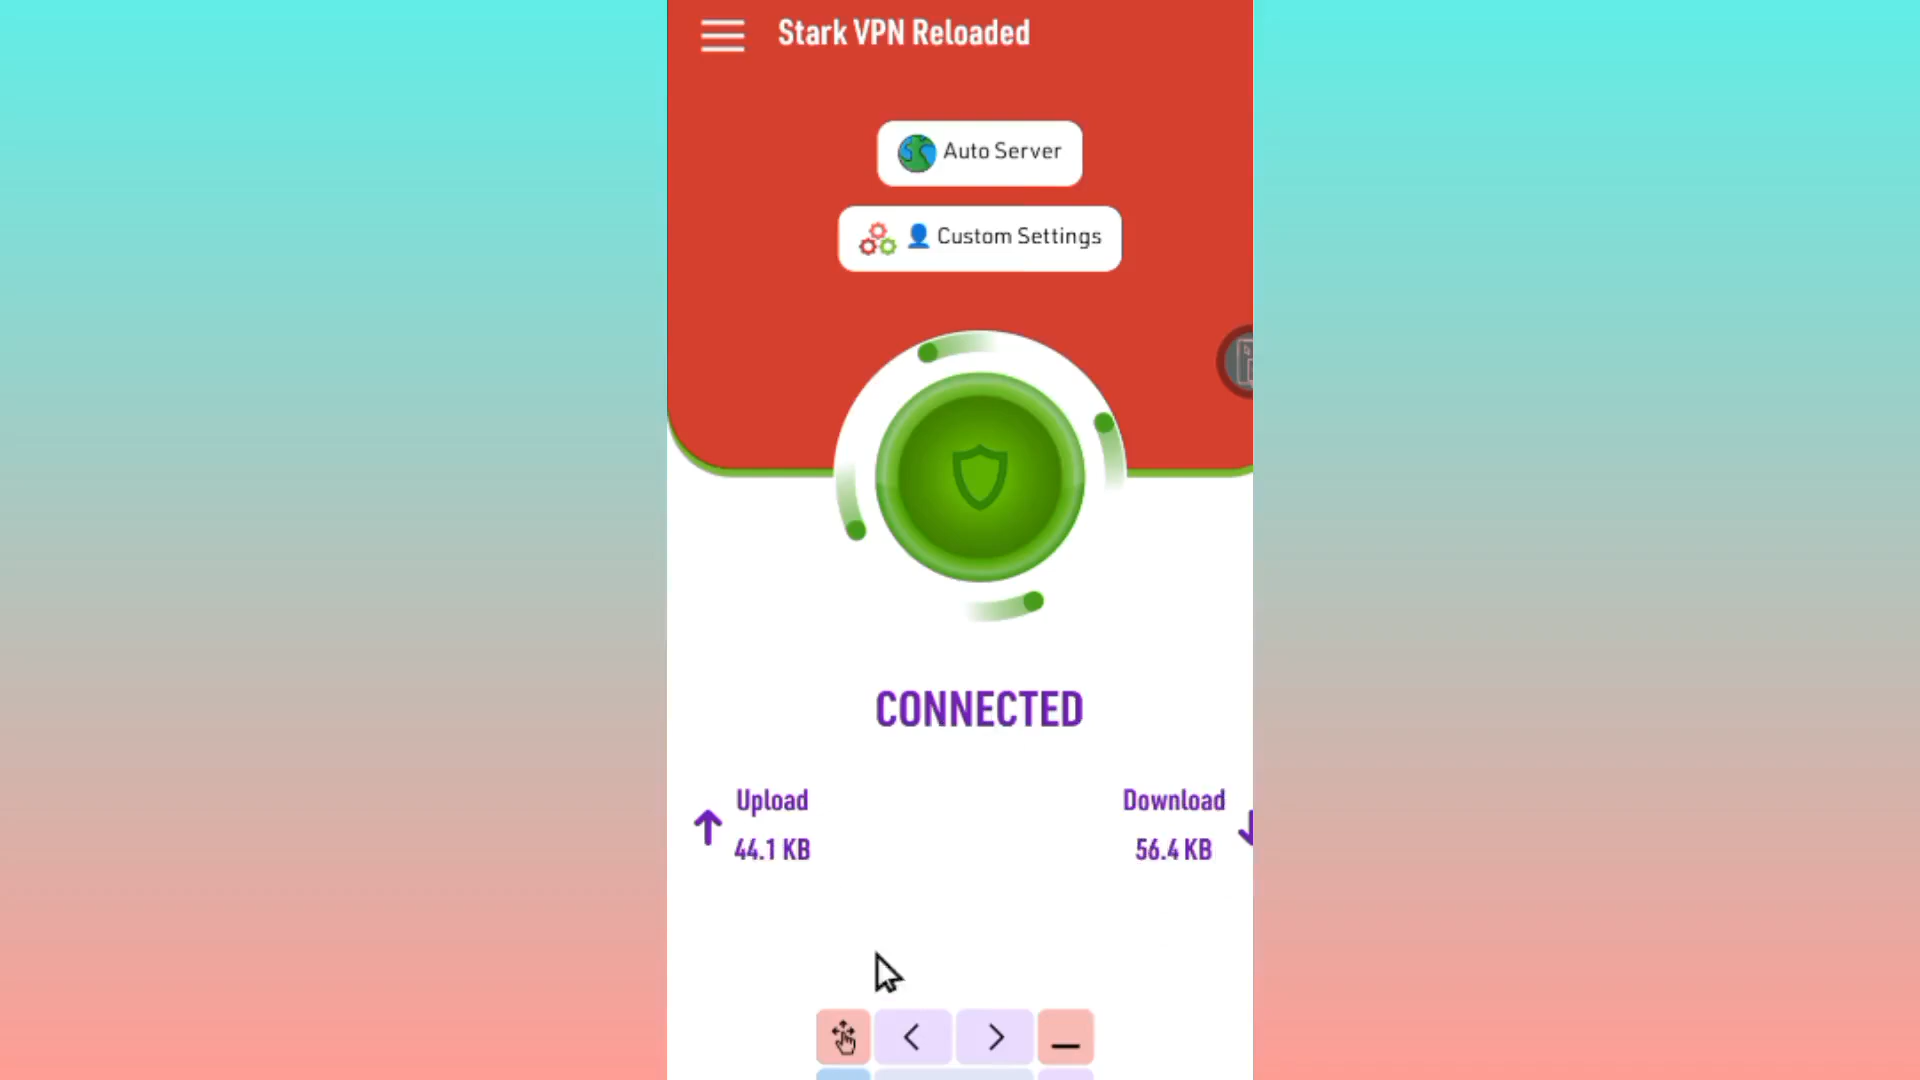 Stark VPN Reloaded
Auto Server
Custom Settings
CONNECTED
Upload
Download
44.1 KB
56.4 KB